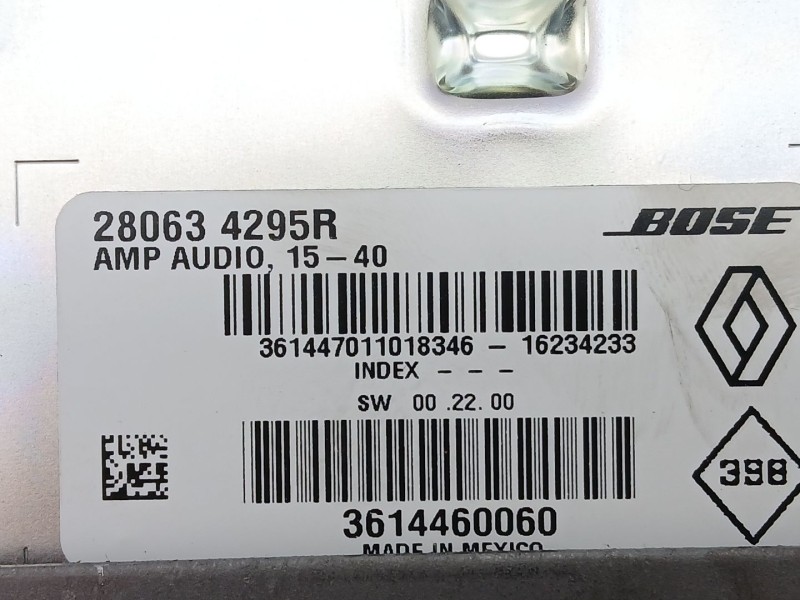 28063 4295R
BOSE
AMP AUDIO, 15-40
361447011018346 - 16234233
INDEX - - -
SW 00 .22. 00
398
3614460060
MADE IN MEXICO